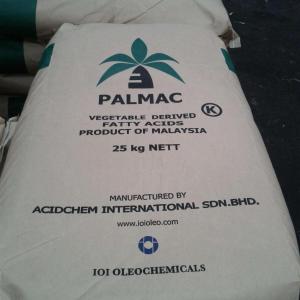 PALMAC
VEGETABLE DERIVED
FATTY ACIDS
PRODUCT OF MALAYSIA
K
25 kg NETT
MANUFACTURED BY
ACIDCHEM INTERNATIONAL SDN.BHD.
www.ioioleo.com
IOI OLEOCHEMICALS